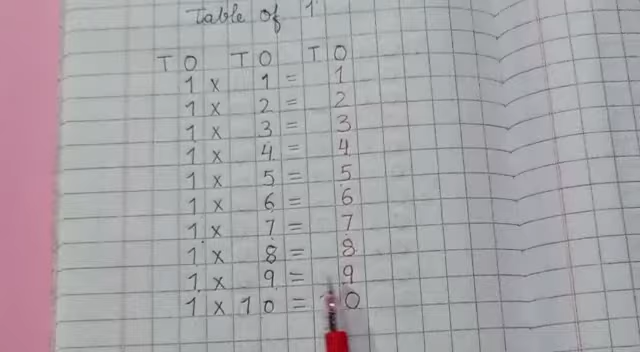 Table of 1
T O T O T O
1 x 1 = 1
1 x 2 = 2
1 x 3 = 3
1 x 4 = 4
1 x 5 = 5
1 x 6 = 6
1 x 7 = 7
1 x 8 = 8
1 x 9 = 9
1 x 10 = 10